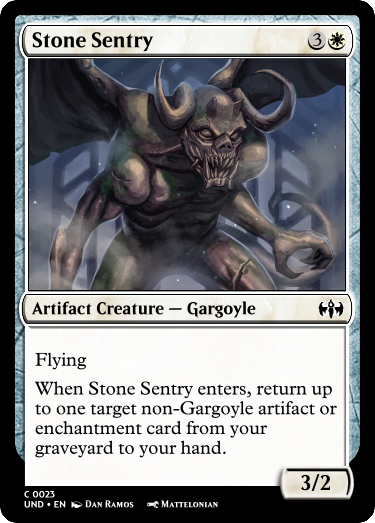 Stone Sentry 3
Artifact Creature — Gargoyle
Flying
When Stone Sentry enters, return up
to one target non-Gargoyle artifact or
enchantment card from your
graveyard to your hand.
3/2
C 0023
UND • EN Dan Ramos Mattelonian